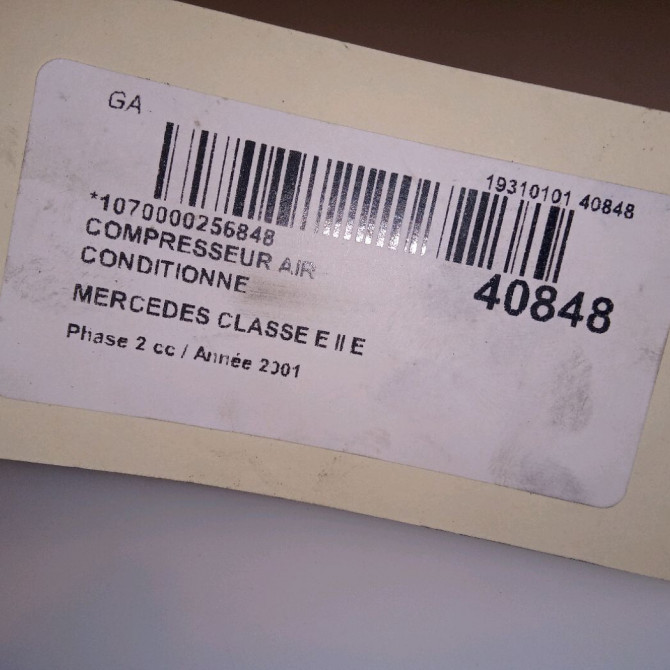 GA
19310101 40848
*1070000256848
COMPRESSEUR AIR
CONDITIONNE
40848
MERCEDES CLASSE E II E
Phase 2 cc / Année 2001